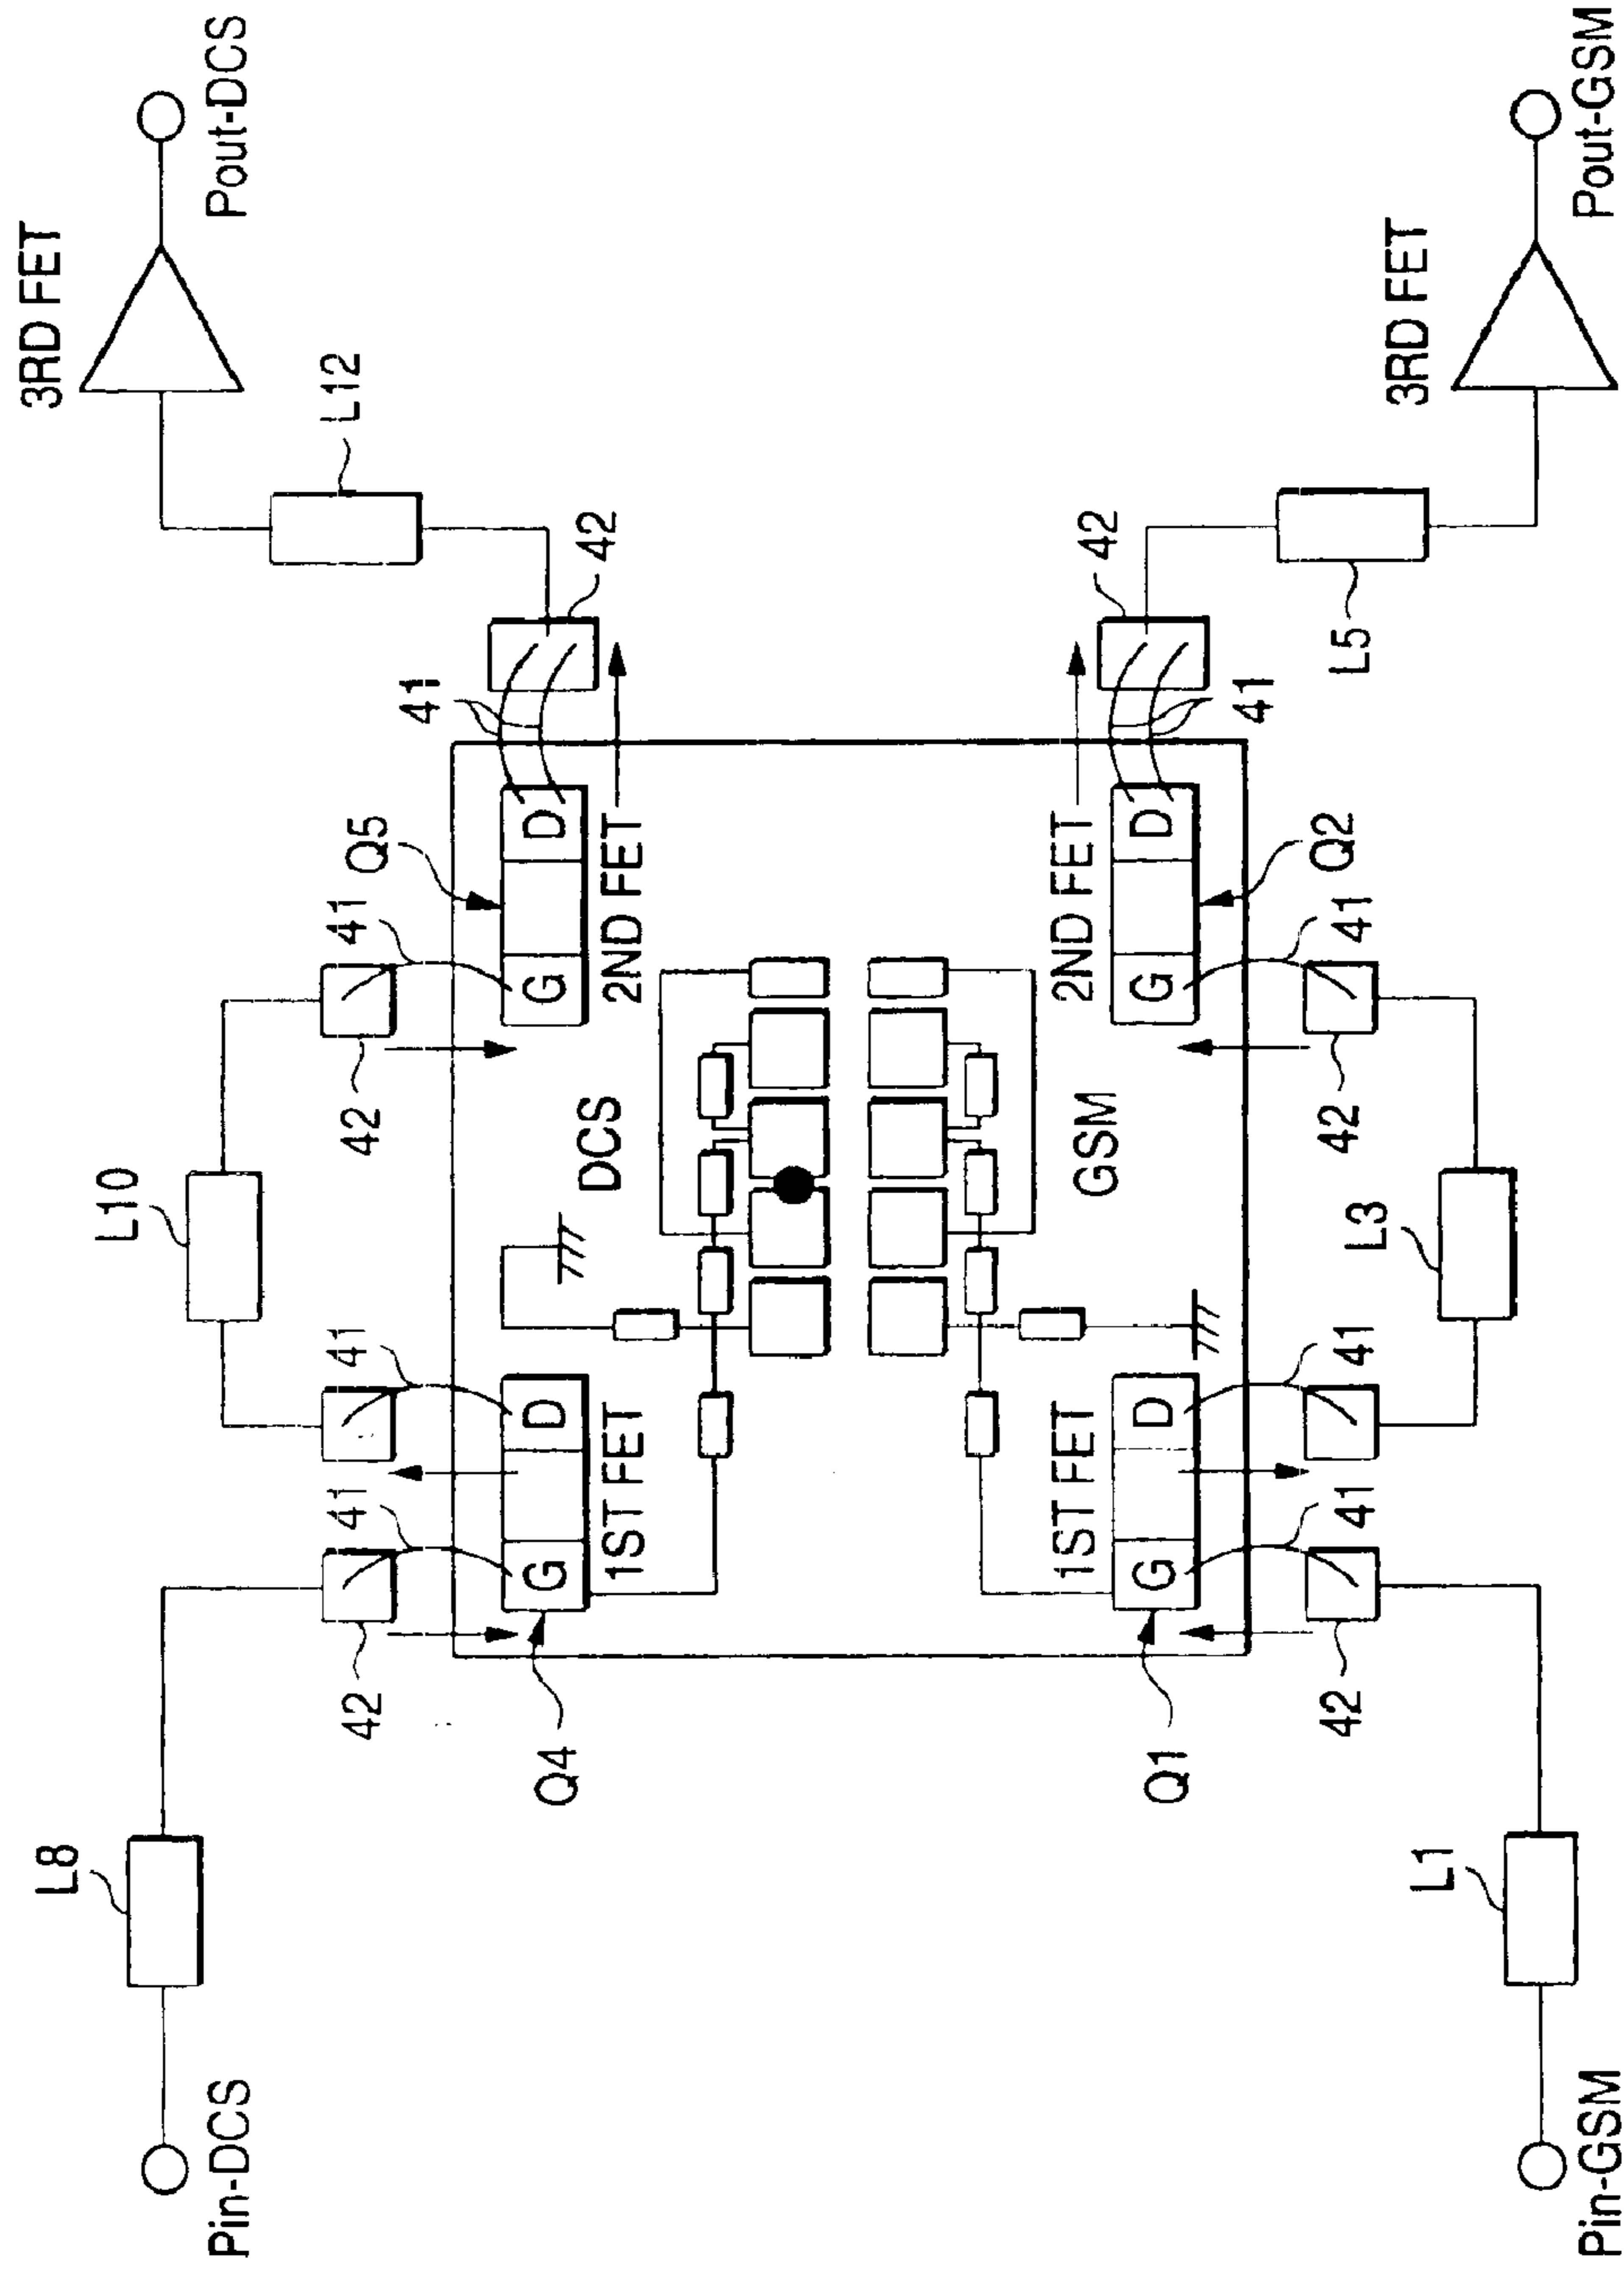 3RD FET
Pout-DCS
L12
42
41
Q5
41
42
L10
41
41
42
L8
Pin-DCS
Q4
G
D
1ST FET
G
D
2ND FET
DCS
GSM
1ST FET
G
D
2ND FET
G
D
Q1
Q2
42
41
41
42
41
41
42
L3
L5
L1
Pin-GSM
3RD FET
Pout-GSM